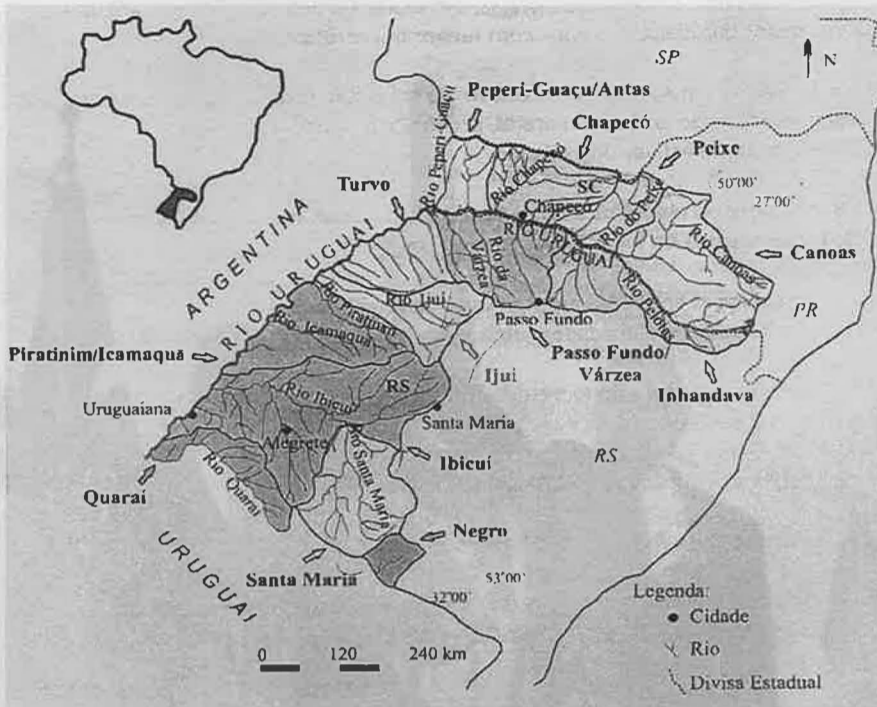 SP
N
Peperi-Guaçu/Antas
Chapecó
Peixe
Rio Peperi-Guaçu
Rio Chapecó
SC
Turvo
Chapecó
Rio do Peixe
50°00'
27°00'
ARGENTINA
RIO URUGUAI
RIO URUGUAI
Rio da Várzea
Rio Canoas
Canoas
Rio Pelotas
PR
Rio Ijuí
Rio Piratinim
Rio Icamaquã
Passo Fundo
Piratinim/Icamaquã
Passo Fundo/
Várzea
Ijuí
Inhandava
RS
Rio Ibicuí
Uruguaiana
Santa Maria
Alegrete
Rio Santa Maria
Ibicuí
RS
Quaraí
Rio Quaraí
Negro
URUGUAI
Santa Maria
53°00'
32°00'
Legenda:
Cidade
Rio
Divisa Estadual
0 120 240 km